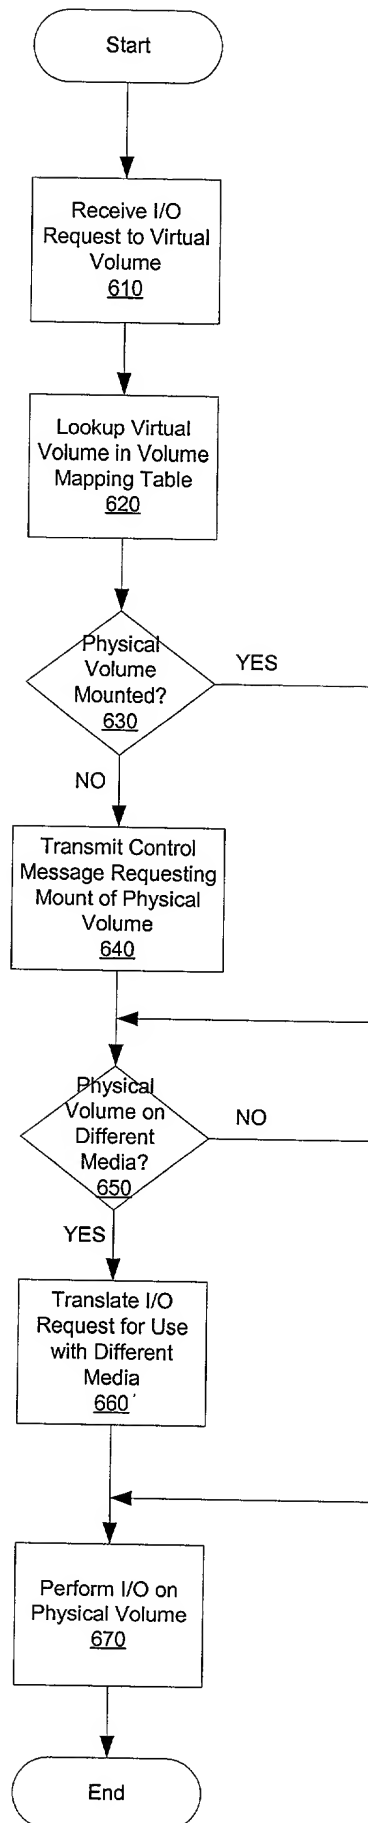 Start
Receive I/O
Request to Virtual
Volume
610
Lookup Virtual
Volume in Volume
Mapping Table
620
Physical
Volume
Mounted?
630
YES
NO
Transmit Control
Message Requesting
Mount of Physical
Volume
640
Physical
Volume on
Different
Media?
650
NO
YES
Translate I/O
Request for Use
with Different
Media
660
Perform I/O on
Physical Volume
670
End